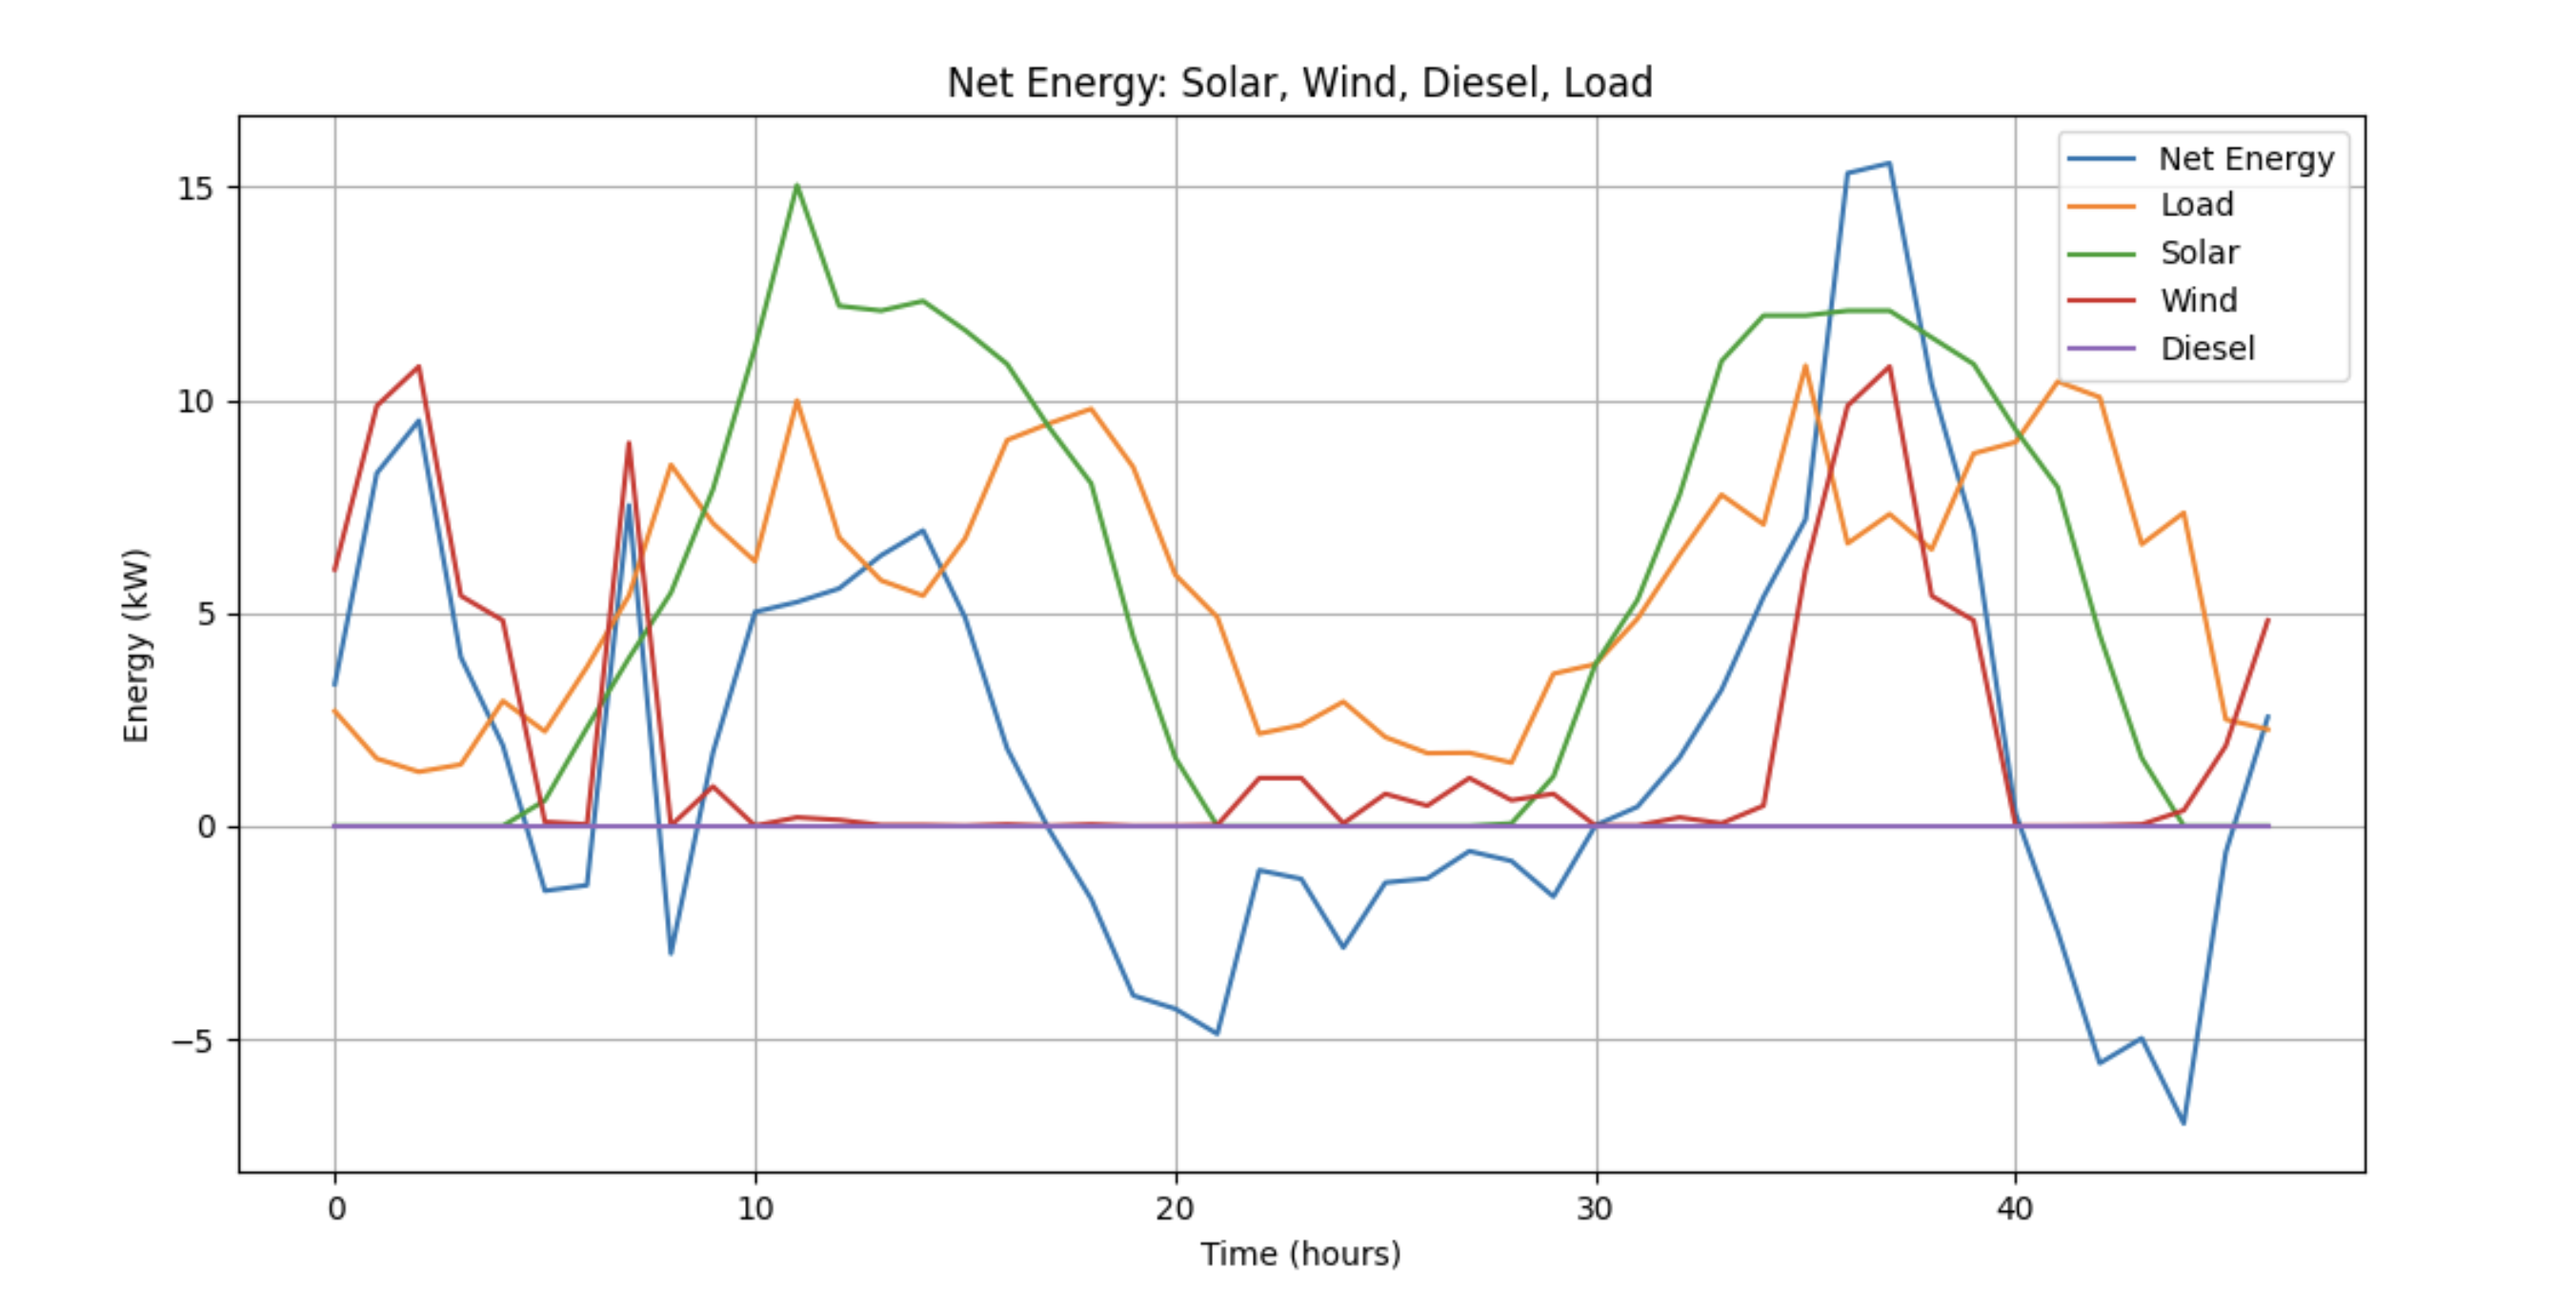 Net Energy: Solar, Wind, Diesel, Load
Net Energy
Load
Solar
Wind
Diesel
15
10
5
0
−5
Energy (kW)
0 10 20 30 40
Time (hours)